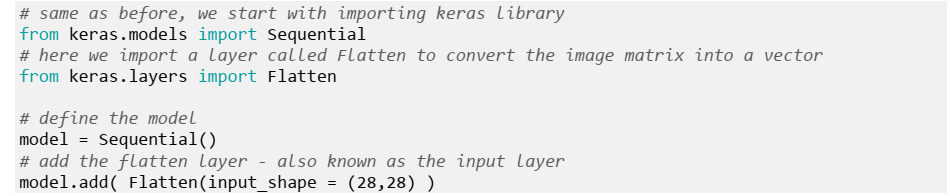 # same as before, we start with importing keras library
from keras.models import Sequential
# here we import a layer called Flatten to convert the image matrix into a vector
from keras.layers import Flatten
# define the model
model = Sequential()
# add the flatten layer - also known as the input layer
model.add( Flatten(input_shape = (28,28) )